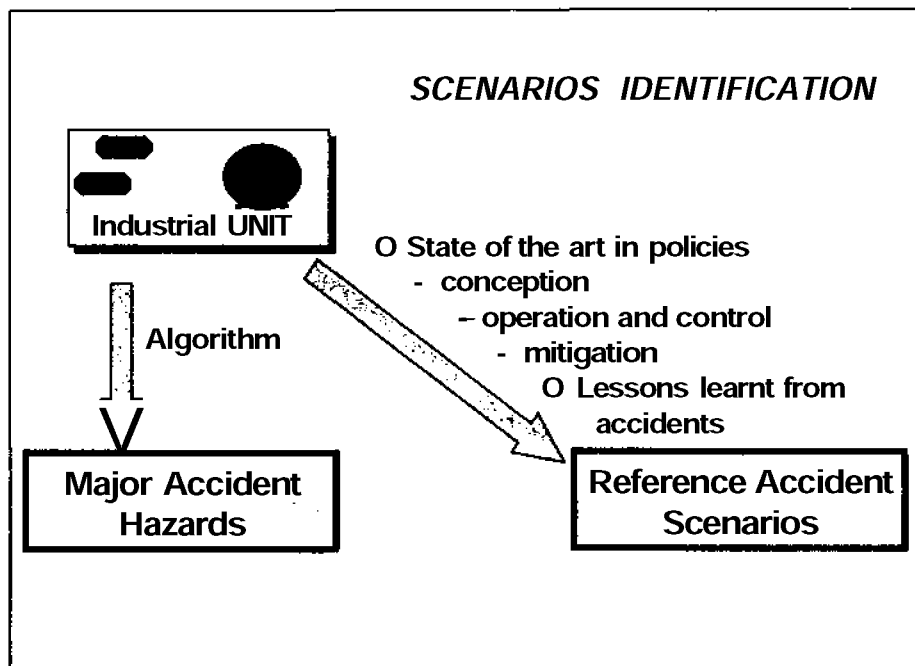 SCENARIOS IDENTIFICATION
Industrial UNIT
O State of the art in policies
- conception
- operation and control
- mitigation
O Lessons learnt from
accidents
Algorithm
Major Accident
Hazards
Reference Accident
Scenarios